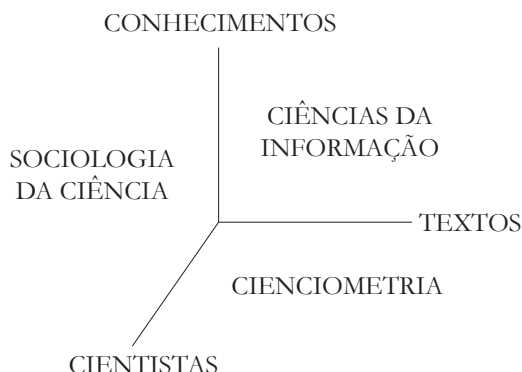 CONHECIMENTOS
CIÊNCIAS DA
INFORMAÇÃO
SOCIOLOGIA
DA CIÊNCIA
TEXTOS
CIENCIOMETRIA
CIENTISTAS